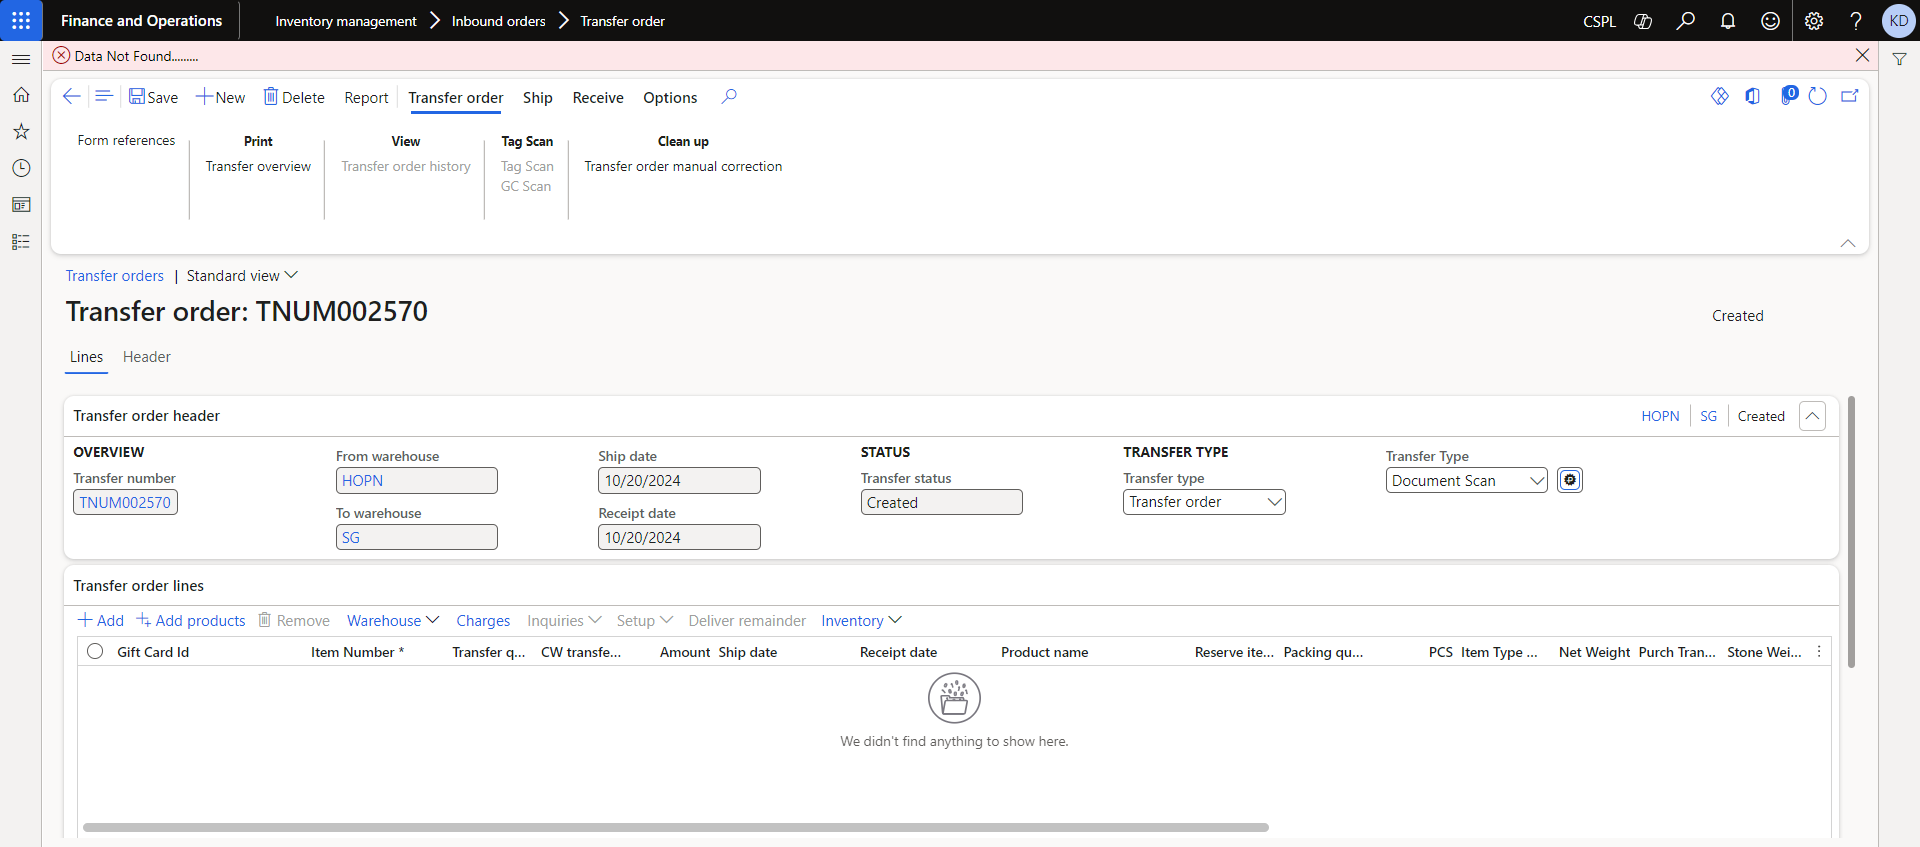 Finance and Operations
Inventory management > Inbound orders > Transfer order
CSPL
KD
Data Not Found.........
Save
New
Delete
Report
Transfer order
Ship
Receive
Options
0
Form references
Print
Transfer overview
View
Transfer order history
Tag Scan
Tag Scan
GC Scan
Clean up
Transfer order manual correction
Transfer orders | Standard view
Transfer order: TNUM002570
Created
Lines
Header
Transfer order header
HOPN
SG
Created
OVERVIEW
Transfer number
TNUM002570
From warehouse
HOPN
To warehouse
SG
Ship date
10/20/2024
Receipt date
10/20/2024
STATUS
Transfer status
Created
TRANSFER TYPE
Transfer type
Transfer order
Transfer Type
Document Scan
Transfer order lines
Add
Add products
Remove
Warehouse
Charges
Inquiries
Setup
Deliver remainder
Inventory
Gift Card Id
Item Number *
Transfer q...
CW transfe...
Amount
Ship date
Receipt date
Product name
Reserve ite...
Packing qu...
PCS
Item Type ...
Net Weight
Purch Tran...
Stone Wei...
We didn't find anything to show here.